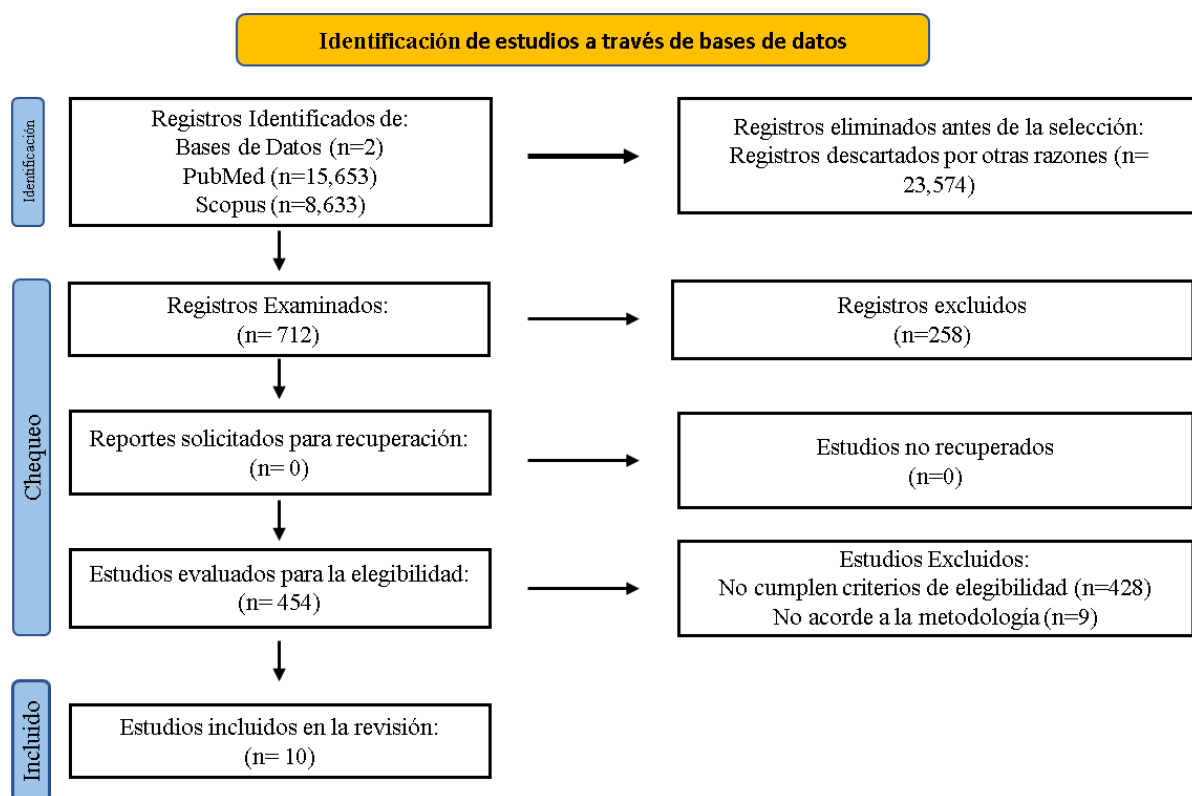 Identificación de estudios a través de bases de datos
Identificación
Registros Identificados de:
Bases de Datos (n=2)
PubMed (n=15,653)
Scopus (n=8,633)
Registros eliminados antes de la selección:
Registros descartados por otras razones (n=
23,574)
Chequeo
Registros Examinados:
(n= 712)
Registros excluidos
(n=258)
Reportes solicitados para recuperación:
(n= 0)
Estudios no recuperados
(n=0)
Estudios evaluados para la elegibilidad:
(n= 454)
Estudios Excluidos:
No cumplen criterios de elegibilidad (n=428)
No acorde a la metodología (n=9)
Incluido
Estudios incluidos en la revisión:
(n= 10)